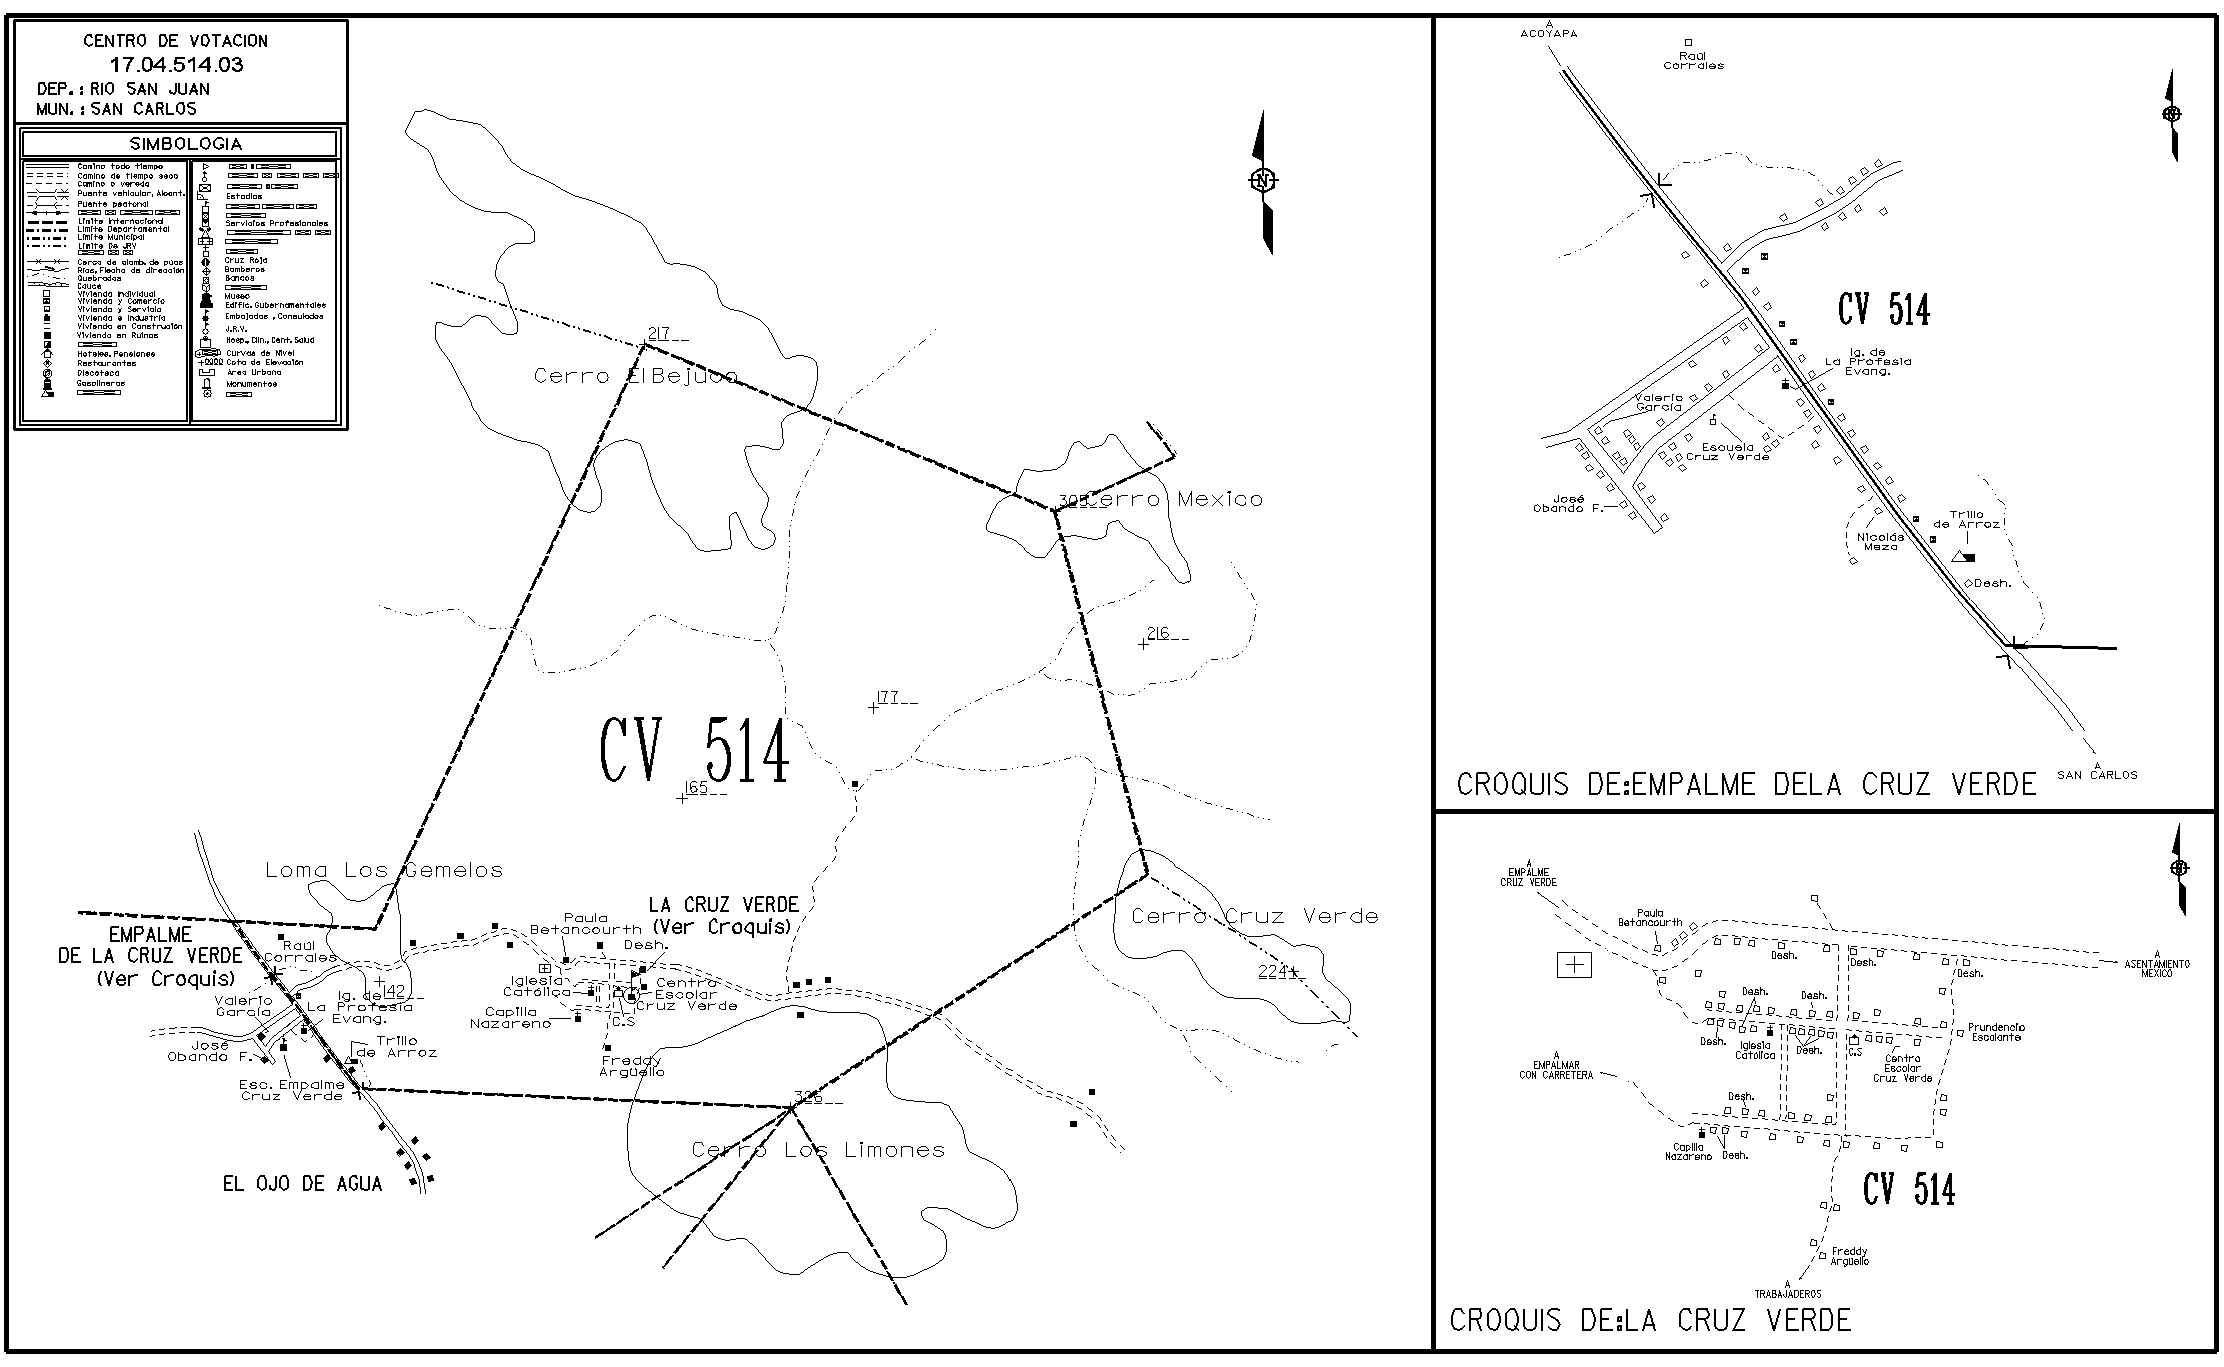 CENTRO DE VOTACION
17.04.514.03
DEP.: RIO SAN JUAN
MUN.: SAN CARLOS
SIMBOLOGIA
Camino todo tiempo
Camino de tiempo seco
Camino o vereda
Puente vehicular, Alcant.
Puente peatonal
Limite Internacional
Limite Departamental
Limite Municipal
Limite De JRV
Cerca de alamb. de púas
Rios, Flecha de dirección
Quebradas
Cauce
Vivienda Individual
Vivienda y Comercio
Vivienda y Servicio
Vivienda e Industria
Vivienda en Construcción
Vivienda en Ruinas
Hoteles, Pensiones
Restaurantes
Discoteca
Gasolineras
Estadios
Servicios Profesionales
Cruz Roja
Bomberos
Bancos
Museo
Edific. Gubernamentales
Embajadas, Consulados
J.R.V.
Hosp., Clin., Cent. Salud
Curvas de Nivel
Cota de Elevación
Area Urbana
Monumentos
N
217
Cerro El Bejuco
305
Cerro Mexico
216
177
CV 514
165
Loma Los Gemelos
LA CRUZ VERDE
(Ver Croquis)
EMPALME
DE LA CRUZ VERDE
(Ver Croquis)
Raúl
Corrales
Paula
Betancourth
Desh.
Cerro Cruz Verde
224
Iglesia
Católica
Centro
Escolar
Cruz Verde
C.S
Capilla
Nazareno
Valerio
García
142
Ig. de
La Profesia
Evang.
José
Obando F.
Trillo
de Arroz
Esc. Empalme
Cruz Verde
Freddy
Argüello
326
Cerro Los Limones
EL OJO DE AGUA
A
ACOYAPA
Raúl
Corrales
N
CV 514
Ig. de
La Profesia
Evang.
Valerio
García
Escuela
Cruz Verde
José
Obando F.
Nicolás
Meza
Trillo
de Arroz
Desh.
A
SAN CARLOS
CROQUIS DE:EMPALME DELA CRUZ VERDE
A
EMPALME
CRUZ VERDE
N
Paula
Betancourth
Desh.
Desh.
Desh.
A
ASENTAMIENTO
MEXICO
Desh.
Desh.
Desh.
Iglesia
Católica
Desh.
C.S
Centro
Escolar
Cruz Verde
Prundencio
Escalante
A
EMPALMAR
CON CARRETERA
Desh.
Capilla
Nazareno
Desh.
CV 514
Freddy
Argüello
A
TRABAJADEROS
CROQUIS DE:LA CRUZ VERDE